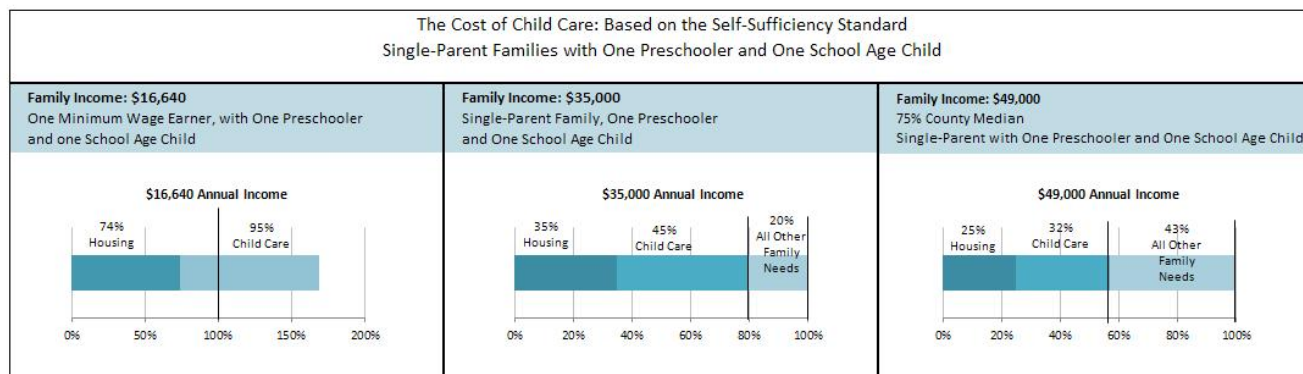 The Cost of Child Care: Based on the Self-Sufficiency Standard
Single-Parent Families with One Preschooler and One School Age Child
Family Income: $16,640
One Minimum Wage Earner, with One Preschooler
and one School Age Child
$16,640 Annual Income
74%
Housing
95%
Child Care
0% 50% 100% 150% 200%
Family Income: $35,000
Single-Parent Family, One Preschooler
and One School Age Child
$35,000 Annual Income
35%
Housing
45%
Child Care
20%
All Other
Family
Needs
0% 20% 40% 60% 80% 100%
Family Income: $49,000
75% County Median
Single-Parent with One Preschooler and One School Age Child
$49,000 Annual Income
25%
Housing
32%
Child Care
43%
All Other
Family
Needs
0% 20% 40% 60% 80% 100%